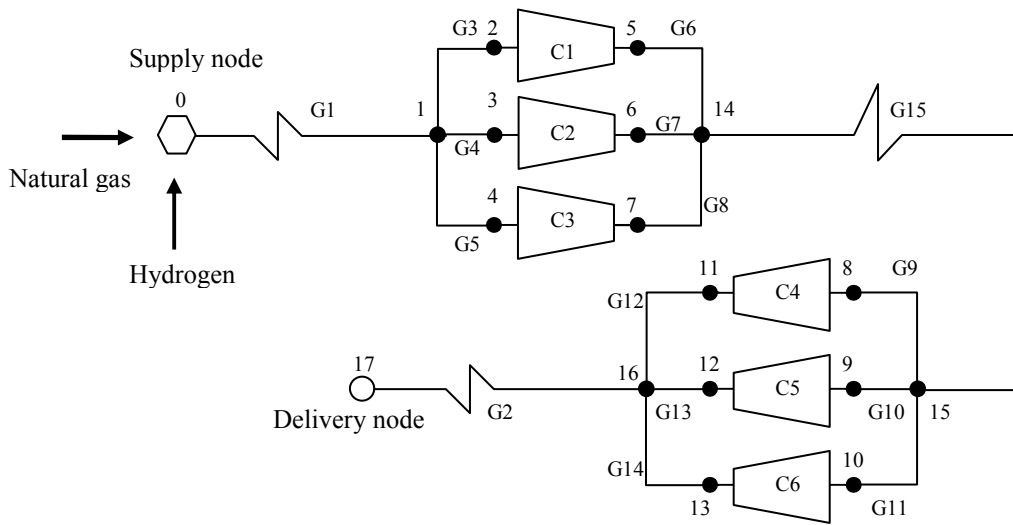 Supply node
0
Natural gas
Hydrogen
G1
1
G3
2
C1
5
G6
3
G4
C2
6
G7
14
4
G5
C3
7
G8
G15
11
G12
C4
8
G9
17
Delivery node
G2
16
12
G13
C5
9
G10
15
G14
13
C6
10
G11